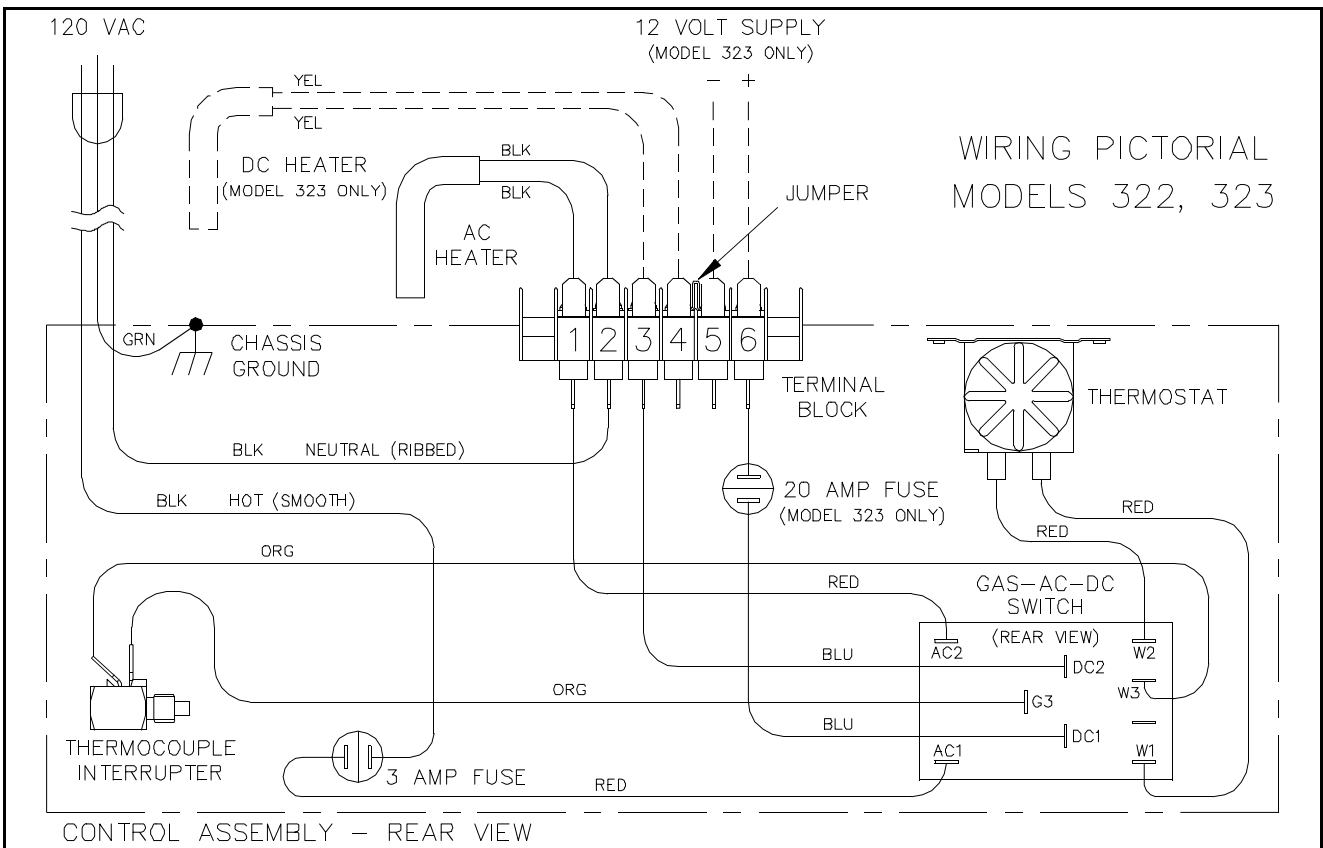 120 VAC
12 VOLT SUPPLY
(MODEL 323 ONLY)
- +
YEL
YEL
DC HEATER
(MODEL 323 ONLY)
BLK
BLK
AC
HEATER
JUMPER
WIRING PICTORIAL
MODELS 322, 323
GRN
CHASSIS
GROUND
1 2 3 4 5 6
TERMINAL
BLOCK
THERMOSTAT
BLK NEUTRAL (RIBBED)
BLK HOT (SMOOTH)
20 AMP FUSE
(MODEL 323 ONLY)
RED
RED
ORG
RED
GAS-AC-DC
SWITCH
(REAR VIEW)
AC2
W2
BLU
DC2
W3
ORG
G3
BLU
DC1
AC1
W1
THERMOCOUPLE
INTERRUPTER
3 AMP FUSE
RED
CONTROL ASSEMBLY - REAR VIEW